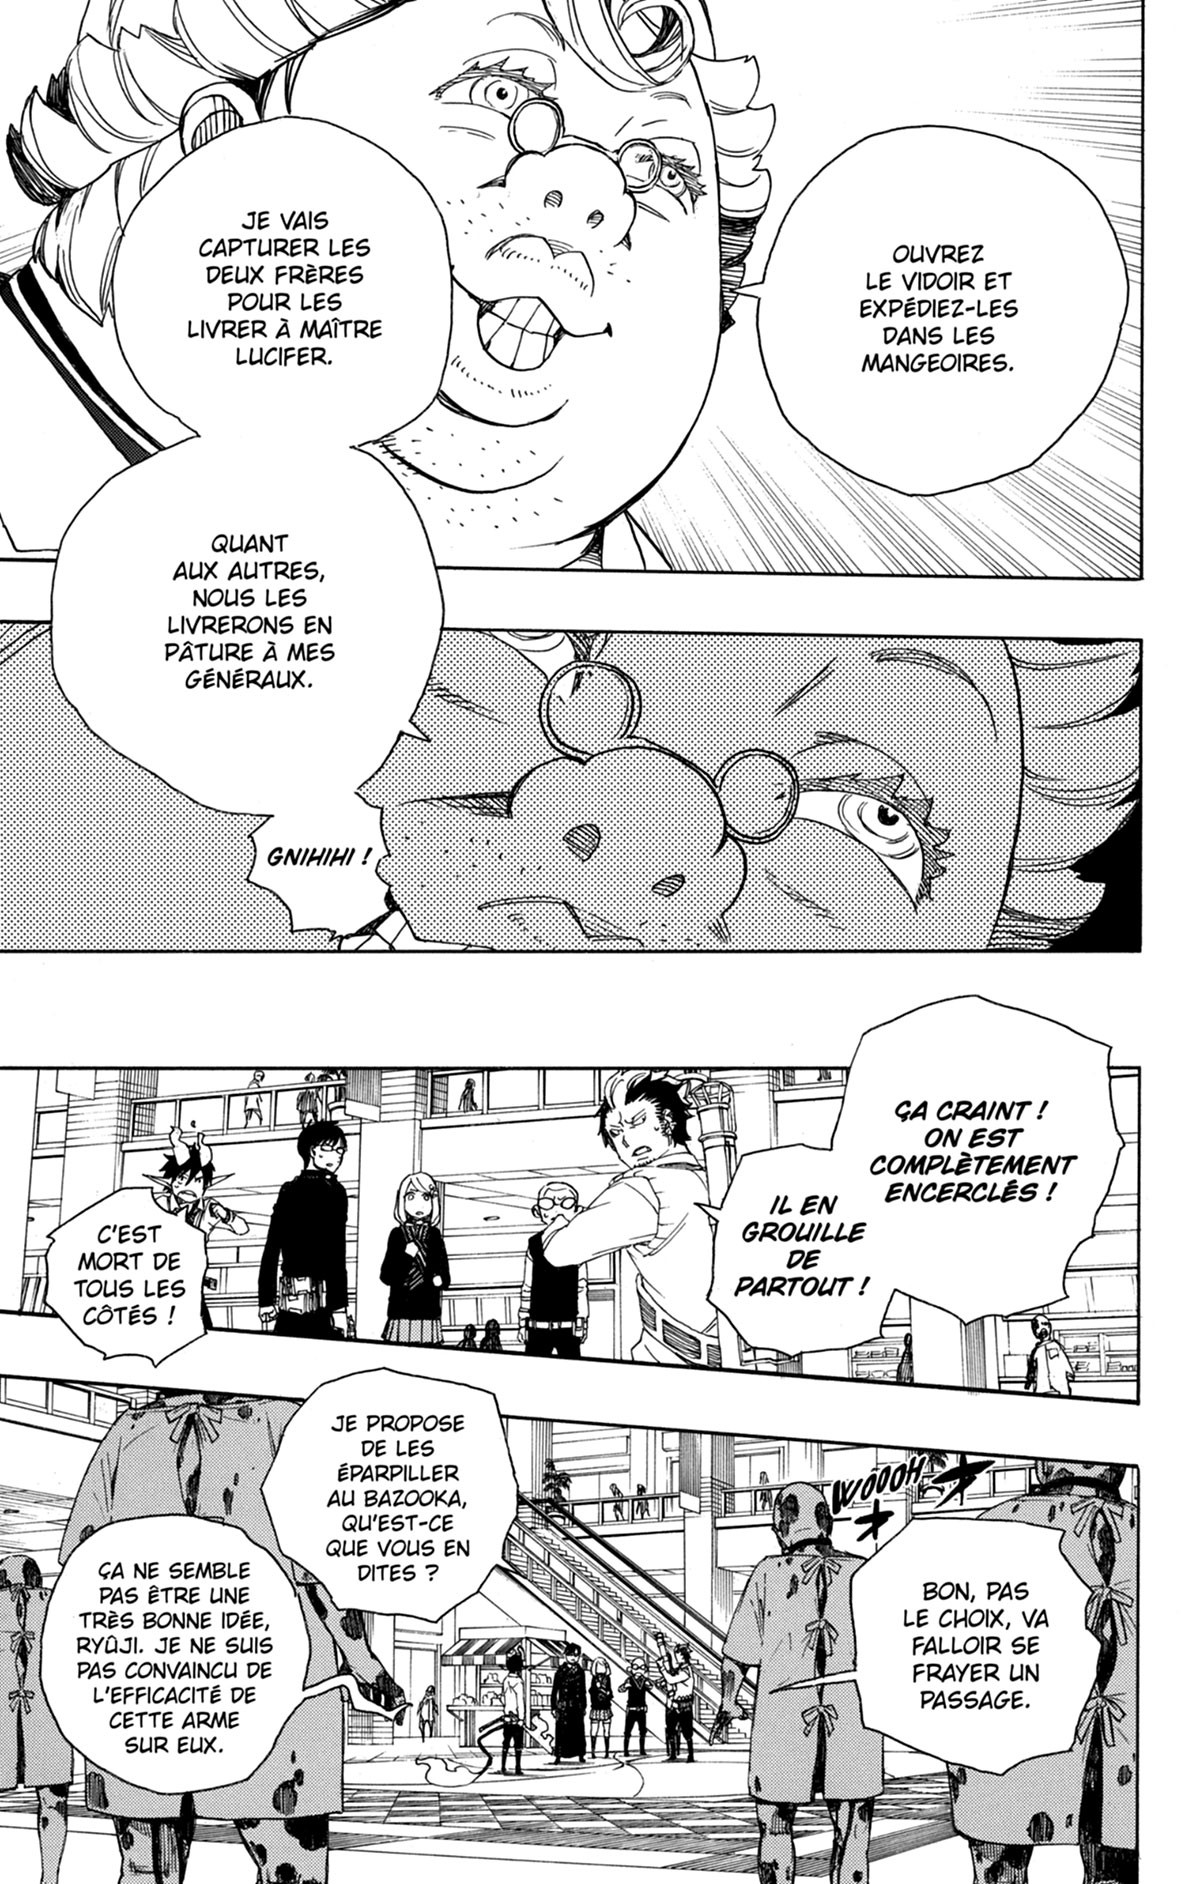 OUVREZ
LE VIDOIR ET
EXPÉDIEZ-LES
DANS LES
MANGEOIRES.
JE VAIS
CAPTURER LES
DEUX FRÈRES
POUR LES
LIVRER À MAÎTRE
LUCIFER.
QUANT
AUX AUTRES,
NOUS LES
LIVRERONS EN
PÂTURE À MES
GÉNÉRAUX.
GNIHIHI !
ÇA CRAINT !
ON EST
COMPLÈTEMENT
ENCERCLÉS !
IL EN
GROUILLE
DE
PARTOUT !
C'EST
MORT DE
TOUS LES
CÔTÉS !
WÔÔÔH
BON, PAS
LE CHOIX, VA
FALLOIR SE
FRAYER UN
PASSAGE.
JE PROPOSE
DE LES
ÉPARPILLER
AU BAZOOKA,
QU'EST-CE
QUE VOUS EN
DITES ?
ÇA NE SEMBLE
PAS ÊTRE UNE
TRÈS BONNE IDÉE,
RYÛJI. JE NE SUIS
PAS CONVAINCU DE
L'EFFICACITÉ DE
CETTE ARME
SUR EUX.